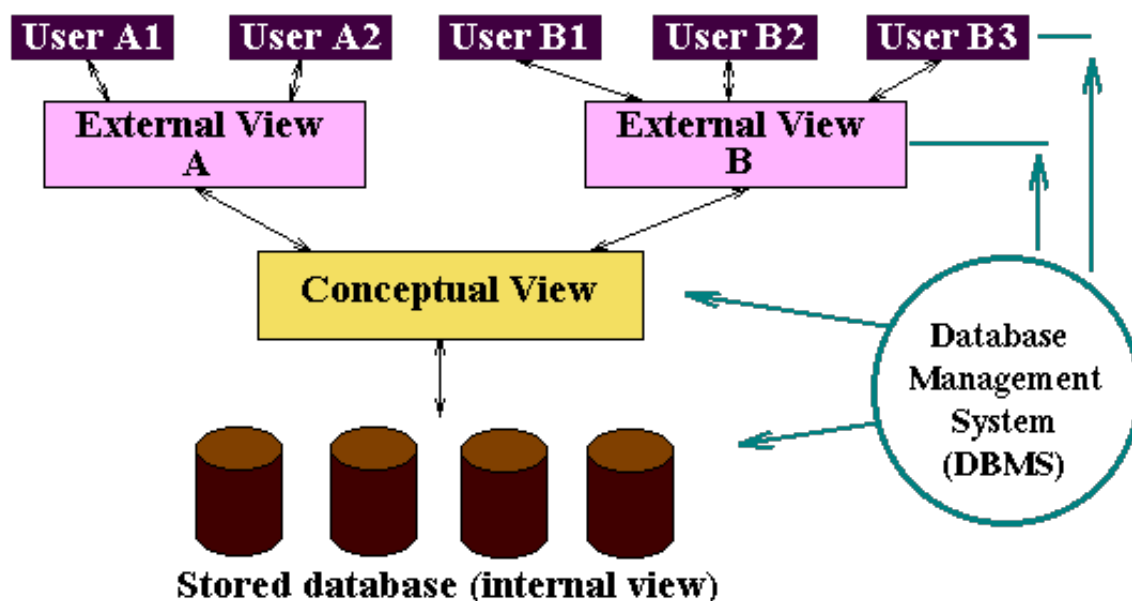 User A1 User A2 User B1 User B2 User B3
External View
A
External View
B
Conceptual View
Database
Management
System
(DBMS)
Stored database (internal view)